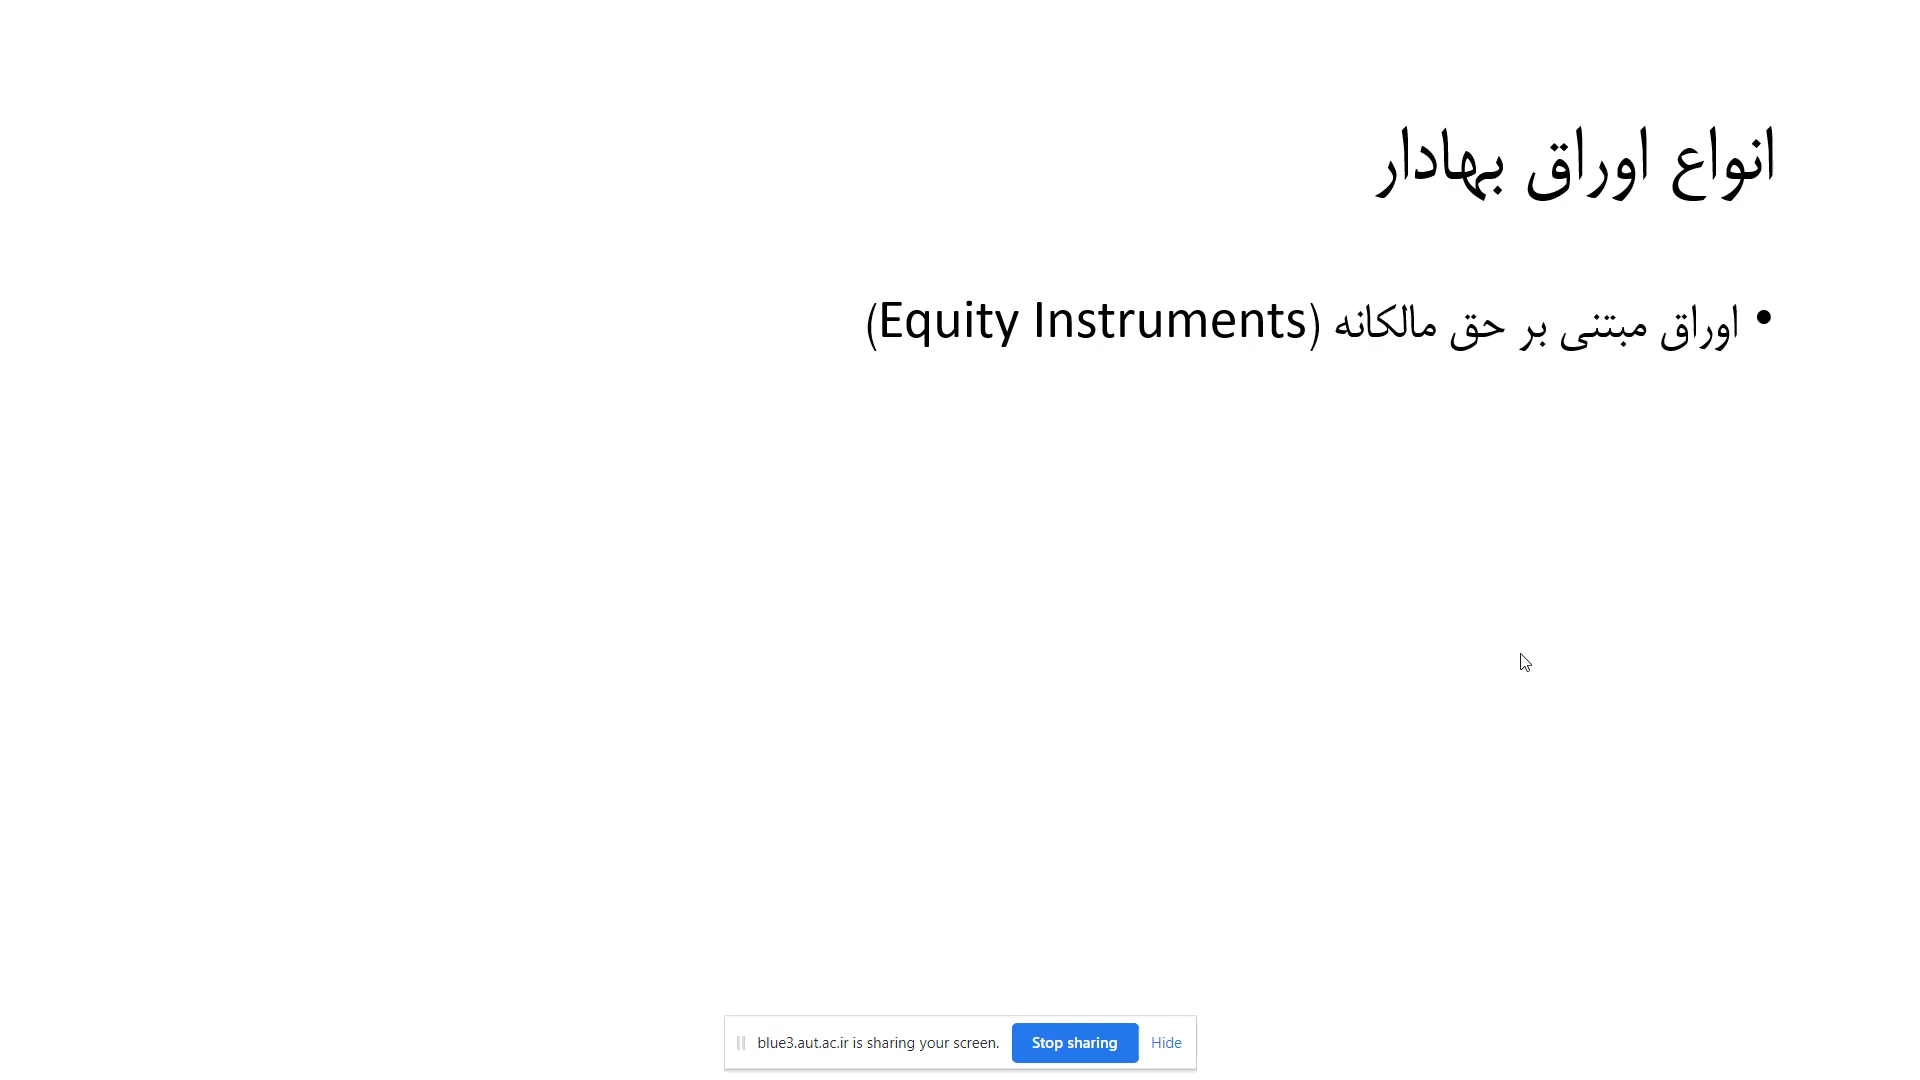 انواع اوراق بهادار
• اوراق مبتنی بر حق مالکانه (Equity Instruments)
blue3.aut.ac.ir is sharing your screen. Stop sharing Hide